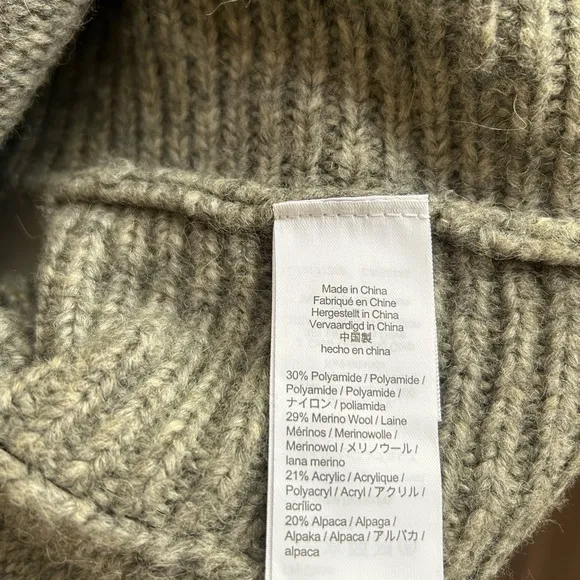 Made in China
Fabriqué en Chine
Hergestellt in China
Vervaardigd in China
中国製
hecho en china
30% Polyamide / Polyamide /
Polyamide / Polyamide /
ナイロン / poliamida
29% Merino Wool / Laine
Mérinos / Merinowolle /
Merinowol / メリノウール /
lana merino
21% Acrylic / Acrylique /
Polyacryl / Acryl / アクリル /
acrílico
20% Alpaca / Alpaga /
Alpaka / Alpaca / アルパカ /
alpaca